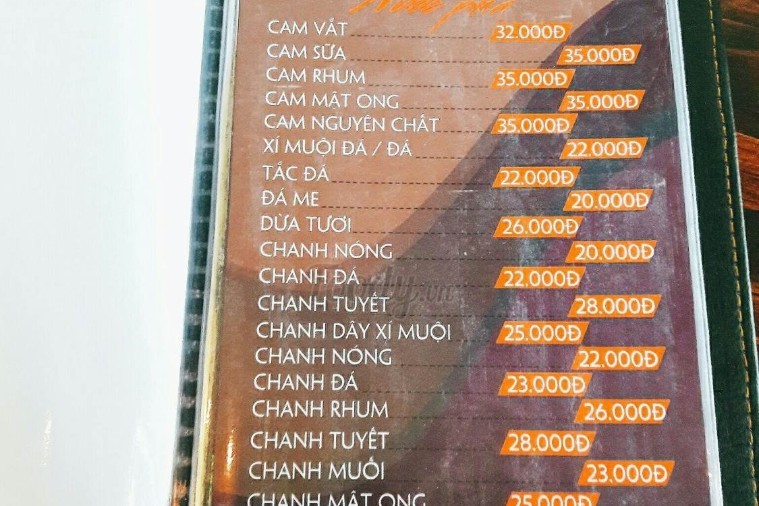 CAM VẮT 32.000Đ
CAM SỮA 35.000Đ
CAM RHUM 35.000Đ
CAM MẬT ONG 35.000Đ
CAM NGUYÊN CHẤT 35.000Đ
XÍ MUỘI ĐÁ / ĐÁ 22.000Đ
TẮC ĐÁ 22.000Đ
ĐÁ ME 20.000Đ
DỪA TƯƠI 26.000Đ
CHANH NÓNG 20.000Đ
CHANH ĐÁ 22.000Đ
CHANH TUYẾT 28.000Đ
CHANH DÂY XÍ MUỘI 25.000Đ
CHANH NÓNG 22.000Đ
CHANH ĐÁ 23.000Đ
CHANH RHUM 26.000Đ
CHANH TUYẾT 28.000Đ
CHANH MUỐI 23.000Đ
CHANH MẬT ONG 25.000Đ